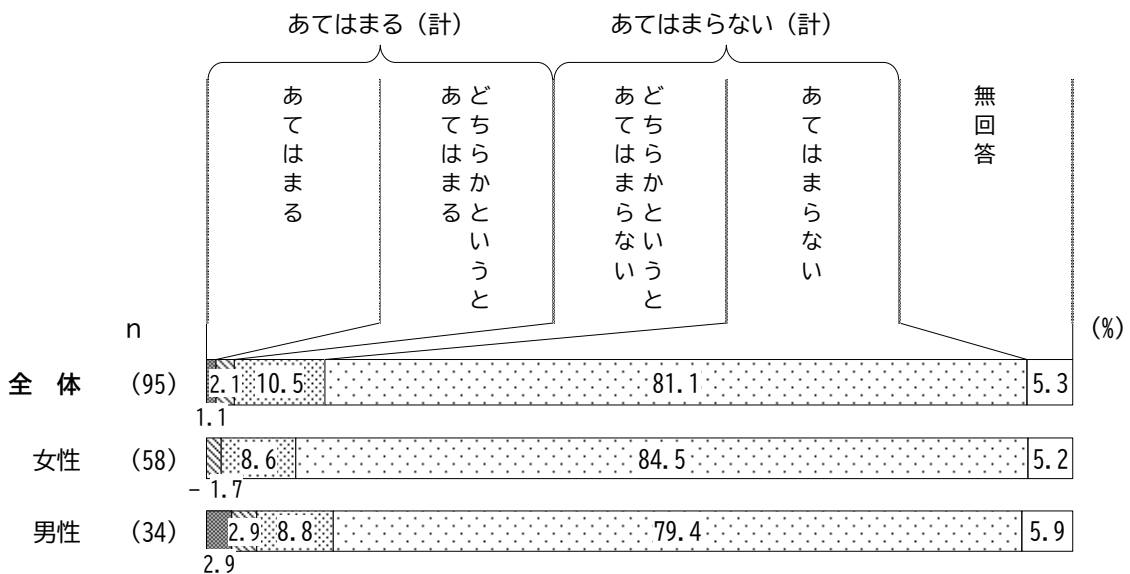 あてはまる（計）
あてはまらない（計）
あてはまる
どちらかというと
あてはまる
どちらかというと
あてはまらない
あてはまらない
無回答
n
(%)
全 体 (95) 2.1 10.5 81.1 5.3
1.1
女性 (58) 8.6 84.5 5.2
– 1.7
男性 (34) 2.9 8.8 79.4 5.9
2.9